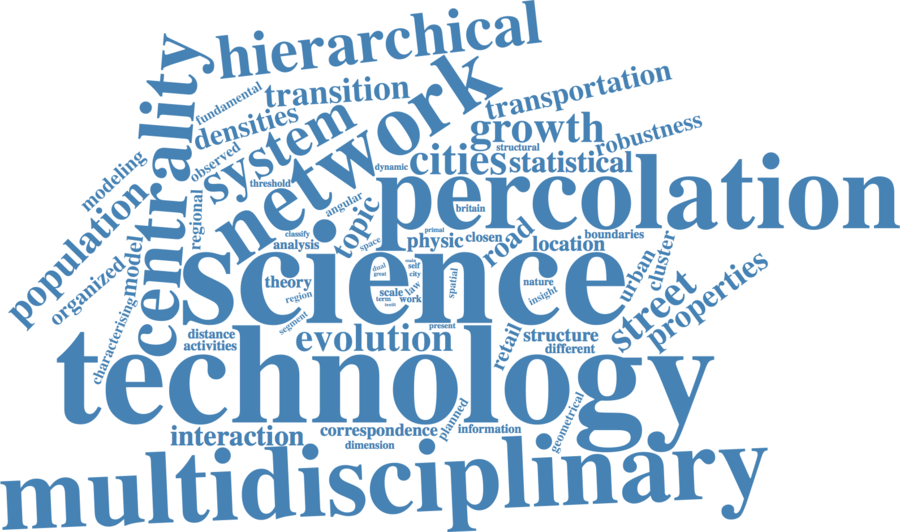 hierarchical
centrality
fundamental
transition
network
transportation
densities
system
growth
robustness
observed
structural
modeling
dynamic
cities
statistical
threshold
percolation
population
regional
angular
britain
topic
classify
analysis
space
primal
physic
closen
road
location
boundaries
organized
model
science
theory
region
dual
great
main
self
city
scale
law
term
work
spatial
nature
insight
urban
cluster
street
properties
characterising
segment
distance
activities
evolution
present
retail
structure
different
technology
interaction
correspondence
dimension
planned
information
geometrical
multidisciplinary